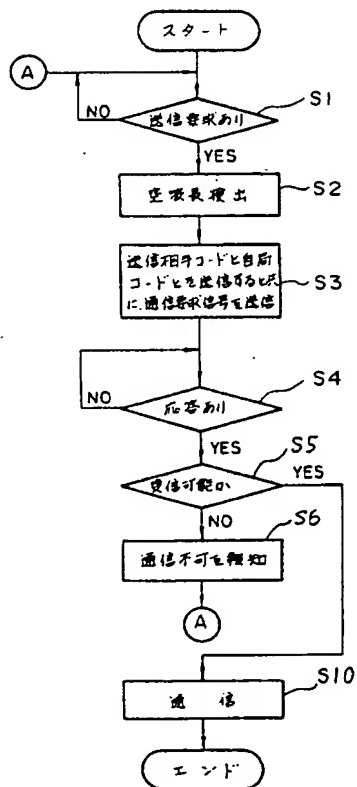 スタート
A
S1
送信要求あり
NO
YES
S2
空波長検出
送信相手コードと自局
コードとを送信するとともに
に、通信要求信号を送信
S3
S4
応答あり
NO
YES
S5
受信可能か
YES
NO
S6
通信不可を報知
A
S10
通信
エンド